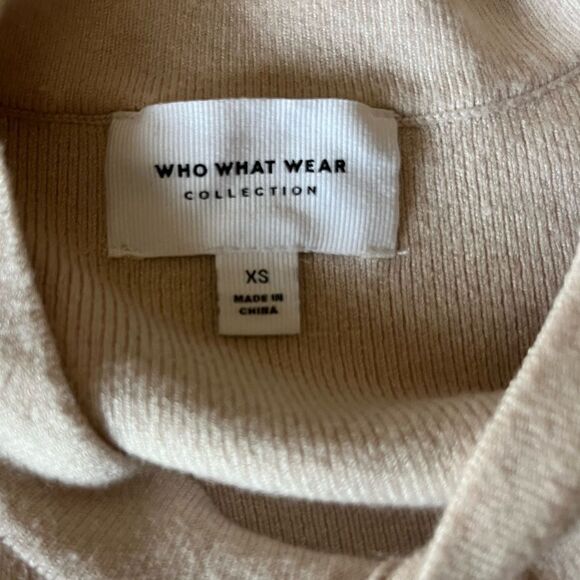 WHO WHAT WEAR
COLLECTION
XS
MADE IN
CHINA